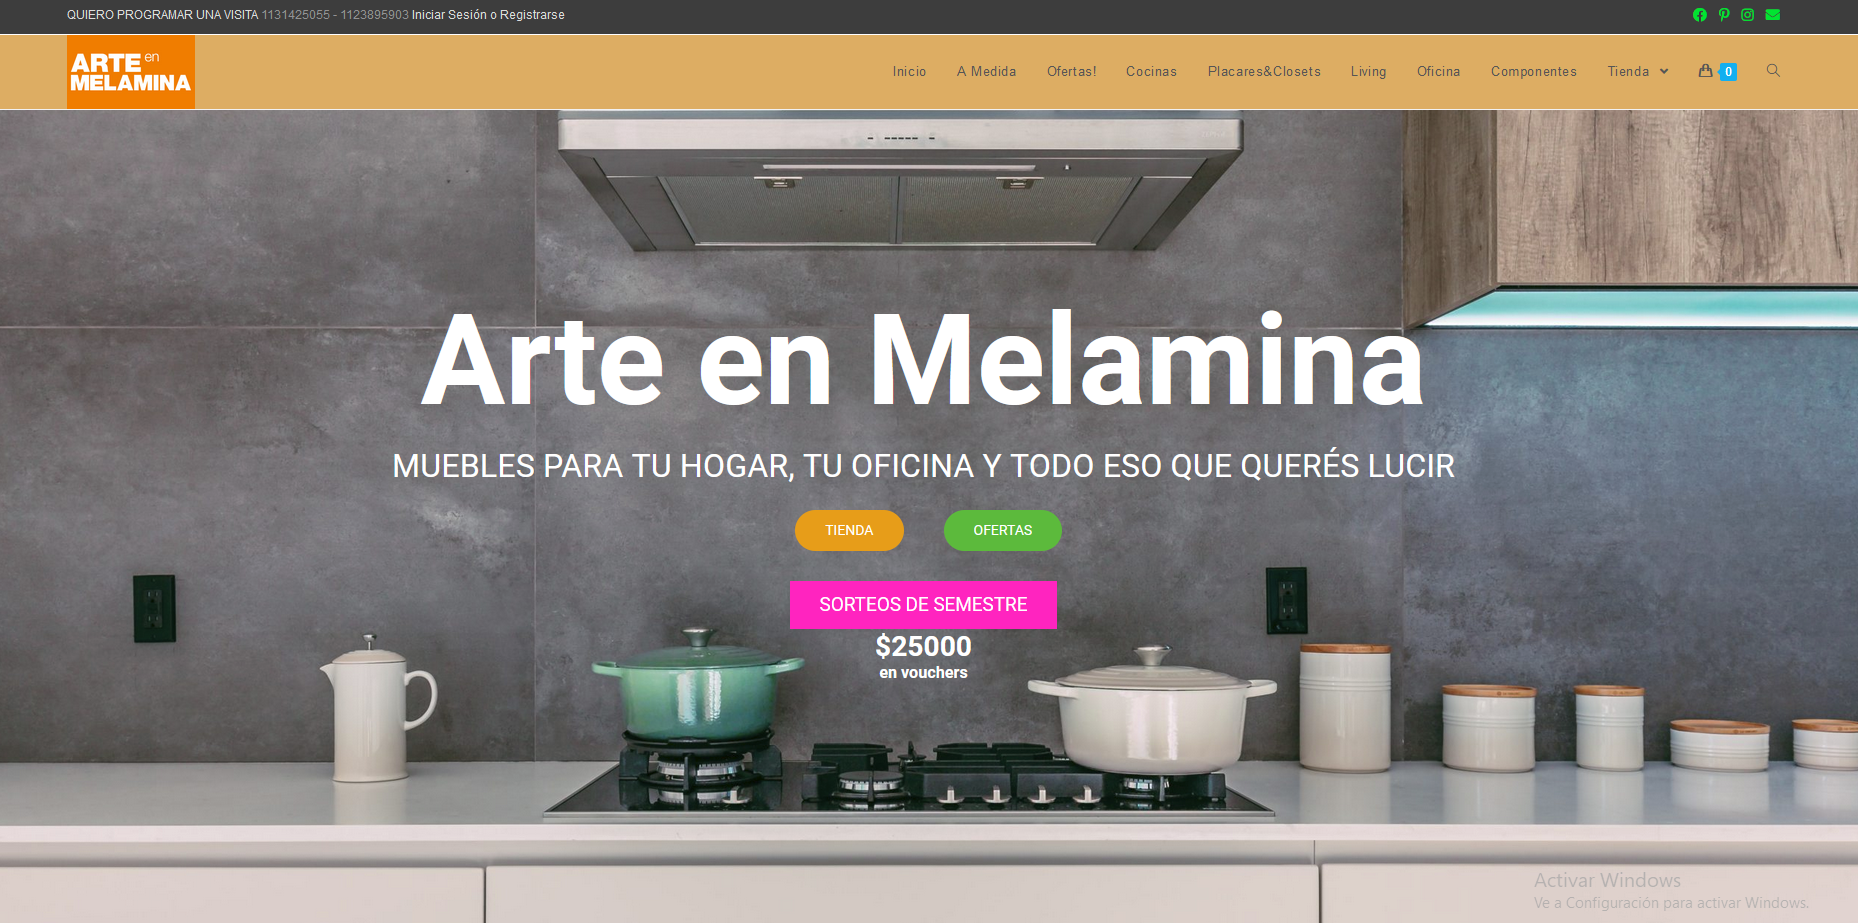 QUIERO PROGRAMAR UNA VISITA 1131425055 - 1123895903 Iniciar Sesión o Registrarse
ARTE en
MELAMINA
Inicio A Medida Ofertas! Cocinas Placares&Closets Living Oficina Componentes Tienda 0
Arte en Melamina
MUEBLES PARA TU HOGAR, TU OFICINA Y TODO ESO QUE QUERÉS LUCIR
TIENDA OFERTAS
SORTEOS DE SEMESTRE
$25000
en vouchers
Activar Windows
Ve a Configuración para activar Windows.